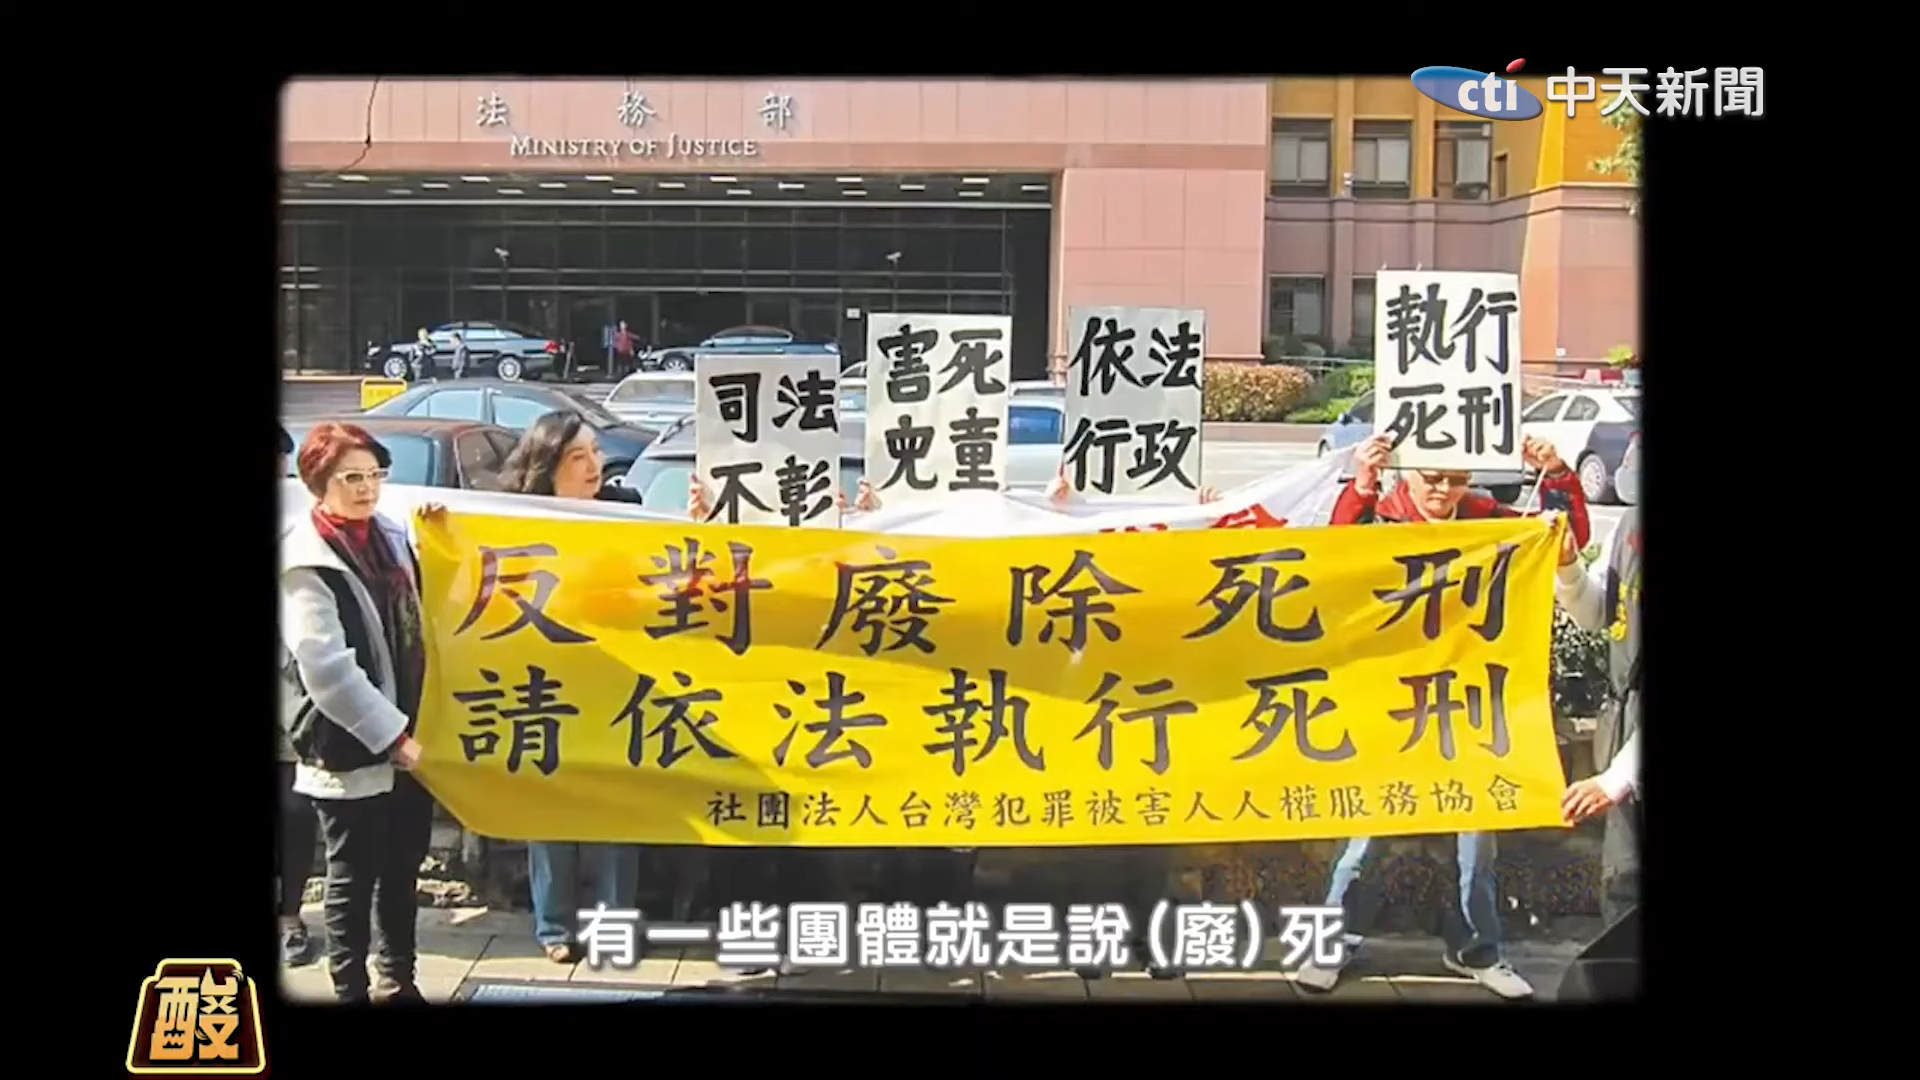 cti 中天新聞
法務部
MINISTRY OF JUSTICE
執行
死刑
害死
兒童
依法
行政
司法
不彰
反對廢除死刑
請依法執行死刑
社團法人台灣犯罪被害人人權服務協會
有一些團體就是說(廢)死
酸